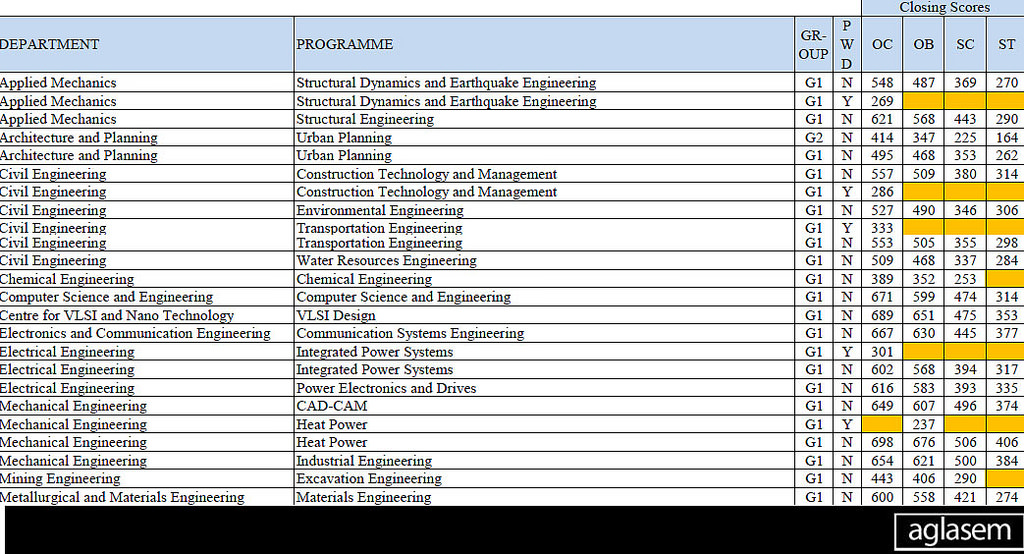 Closing Scores
DEPARTMENT PROGRAMME GR-OUP PWD OC OB SC ST
Applied Mechanics Structural Dynamics and Earthquake Engineering G1 N 548 487 369 270
Applied Mechanics Structural Dynamics and Earthquake Engineering G1 Y 269
Applied Mechanics Structural Engineering G1 N 621 568 443 290
Architecture and Planning Urban Planning G2 N 414 347 225 164
Architecture and Planning Urban Planning G1 N 495 468 353 262
Civil Engineering Construction Technology and Management G1 N 557 509 380 314
Civil Engineering Construction Technology and Management G1 Y 286
Civil Engineering Environmental Engineering G1 N 527 490 346 306
Civil Engineering Transportation Engineering G1 Y 333
Civil Engineering Transportation Engineering G1 N 553 505 355 298
Civil Engineering Water Resources Engineering G1 N 509 468 337 284
Chemical Engineering Chemical Engineering G1 N 389 352 253
Computer Science and Engineering Computer Science and Engineering G1 N 671 599 474 314
Centre for VLSI and Nano Technology VLSI Design G1 N 689 651 475 353
Electronics and Communication Engineering Communication Systems Engineering G1 N 667 630 445 377
Electrical Engineering Integrated Power Systems G1 Y 301
Electrical Engineering Integrated Power Systems G1 N 602 568 394 317
Electrical Engineering Power Electronics and Drives G1 N 616 583 393 335
Mechanical Engineering CAD-CAM G1 N 649 607 496 374
Mechanical Engineering Heat Power G1 Y 237
Mechanical Engineering Heat Power G1 N 698 676 506 406
Mechanical Engineering Industrial Engineering G1 N 654 621 500 384
Mining Engineering Excavation Engineering G1 N 443 406 290
Metallurgical and Materials Engineering Materials Engineering G1 N 600 558 421 274
aglasem